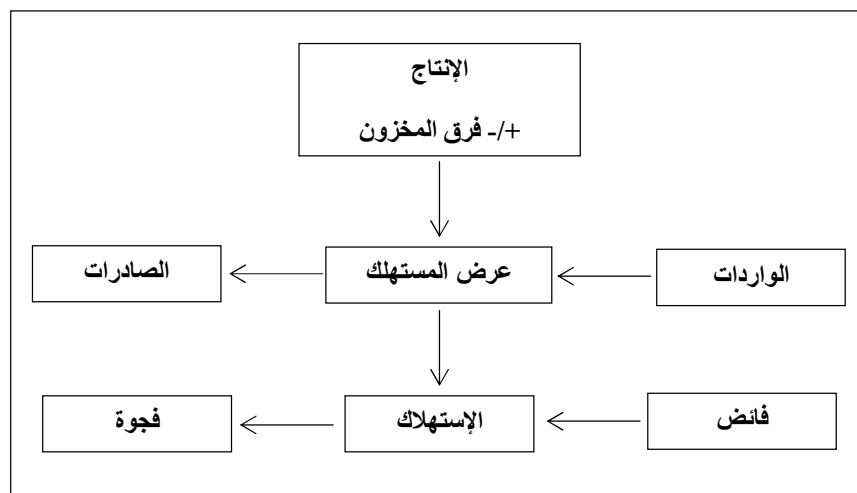 الإنتاج
+/- فرق المخزون
الواردات
عرض المستهلك
الصادرات
فائض
الإستهلاك
فجوة